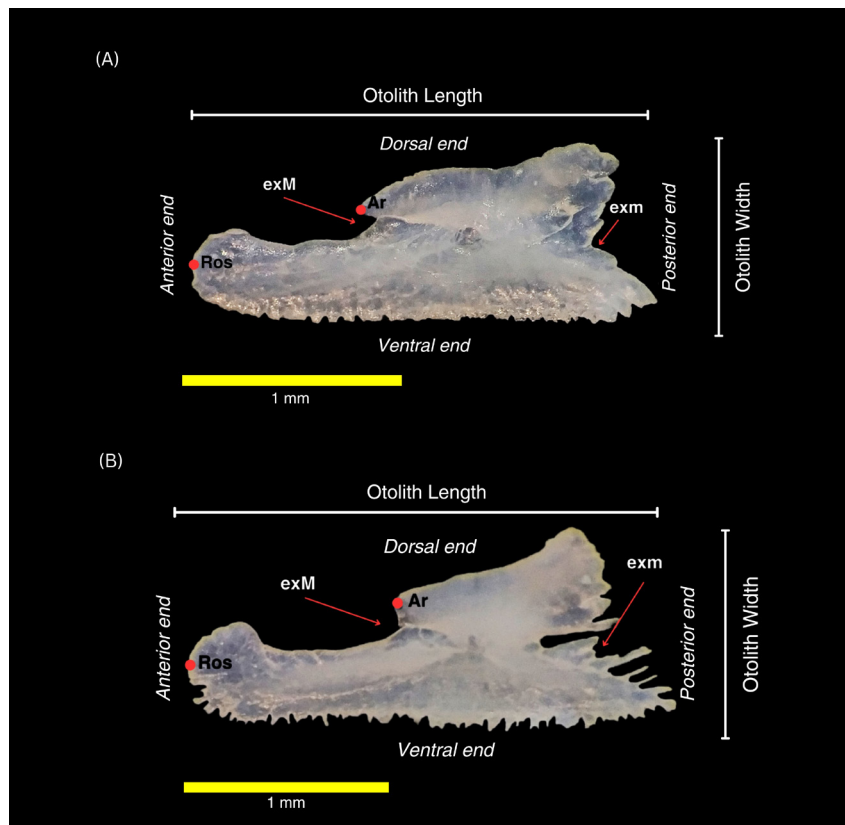 (A)
Otolith Length
Dorsal end
exM
Ar
exm
Anterior end
Ros
Posterior end
Otolith Width
Ventral end
1 mm
(B)
Otolith Length
Dorsal end
exm
exM
Ar
Anterior end
Ros
Posterior end
Otolith Width
Ventral end
1 mm